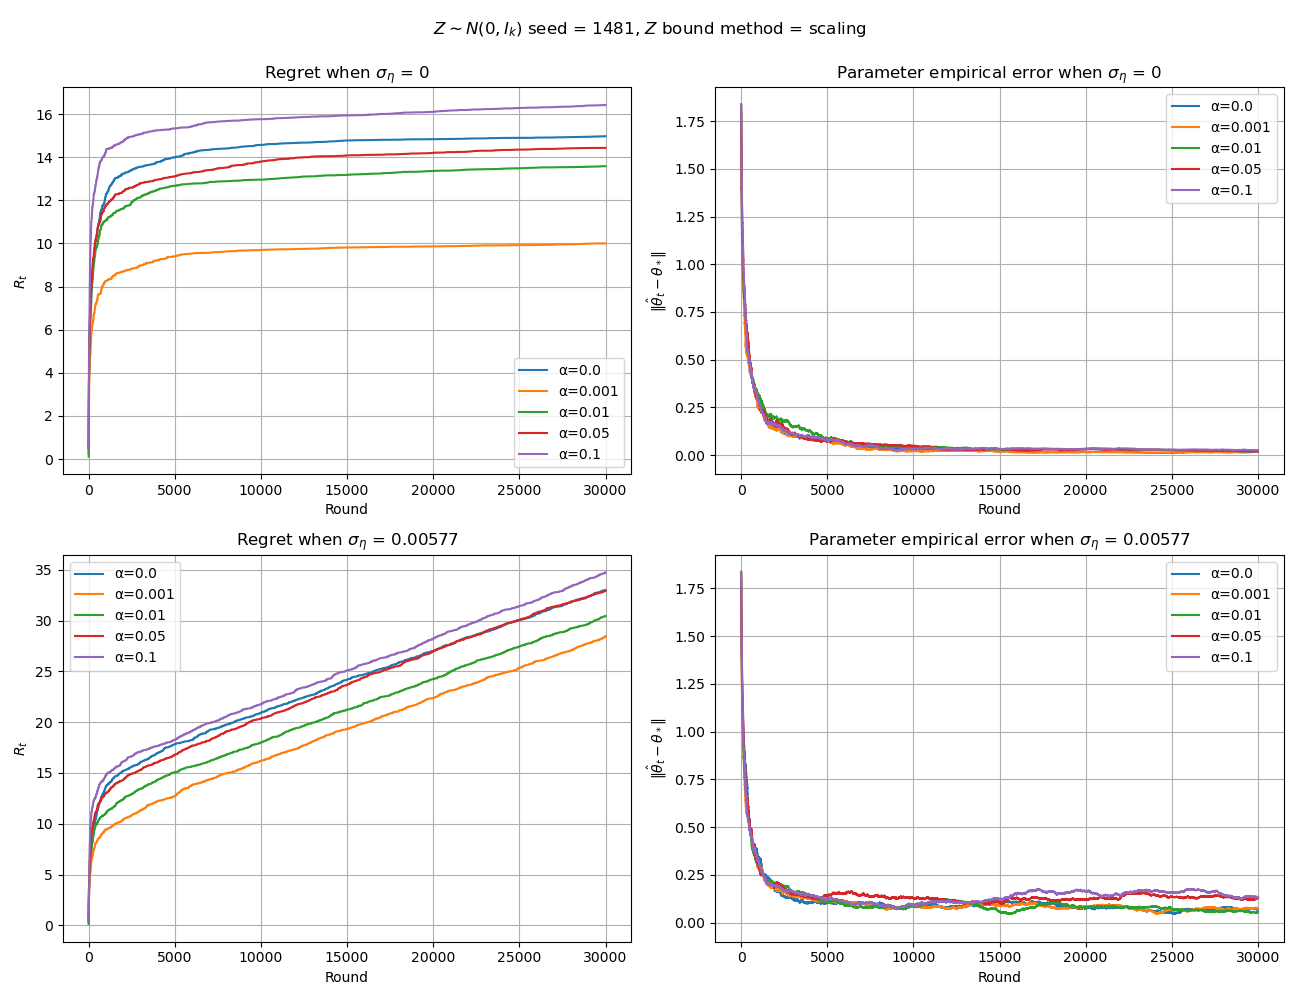 Z ~ N(0, I_k) seed = 1481, Z bound method = scaling
Regret when σ_η = 0
16
14
12
10
8
6
4
2
0
R_t
0 5000 10000 15000 20000 25000 30000
Round
α=0.0
α=0.001
α=0.01
α=0.05
α=0.1
Parameter empirical error when σ_η = 0
1.75
1.50
1.25
1.00
0.75
0.50
0.25
0.00
‖θ̂_t − θ_*‖
0 5000 10000 15000 20000 25000 30000
Round
α=0.0
α=0.001
α=0.01
α=0.05
α=0.1
Regret when σ_η = 0.00577
35
30
25
20
15
10
5
0
R_t
0 5000 10000 15000 20000 25000 30000
Round
α=0.0
α=0.001
α=0.01
α=0.05
α=0.1
Parameter empirical error when σ_η = 0.00577
1.75
1.50
1.25
1.00
0.75
0.50
0.25
0.00
‖θ̂_t − θ_*‖
0 5000 10000 15000 20000 25000 30000
Round
α=0.0
α=0.001
α=0.01
α=0.05
α=0.1